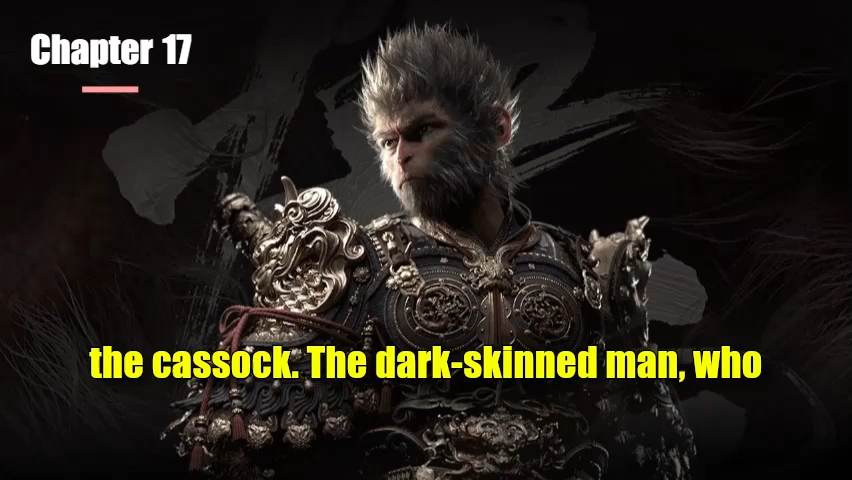 Chapter 17
the cassock. The dark-skinned man, who